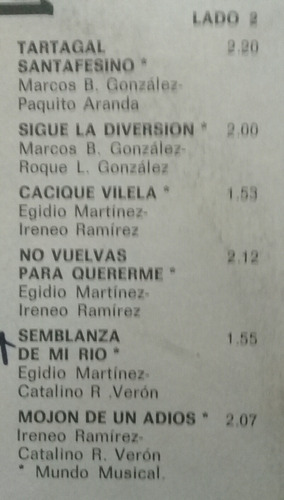 LADO 2
TARTAGAL 2.20
SANTAFESINO *
Marcos B. González-
Paquito Aranda
SIGUE LA DIVERSION * 2.00
Marcos B. González-
Roque L. González
CACIQUE VILELA * 1.53
Egidio Martínez-
Ireneo Ramírez
NO VUELVAS 2.12
PARA QUERERME *
Egidio Martínez-
Ireneo Ramírez
SEMBLANZA 1.55
DE MI RIO *
Egidio Martínez-
Catalino R .Verón
MOJON DE UN ADIOS * 2.07
Ireneo Ramírez-
Catalino R. Verón
* Mundo Musical.